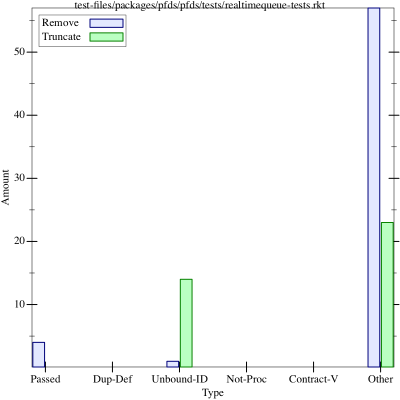 test-files/packages/pfds/pfds/tests/realtimequeue-tests.rkt
Remove
Truncate
50
40
30
20
10
Amount
Passed Dup-Def Unbound-ID Not-Proc Contract-V Other
Type